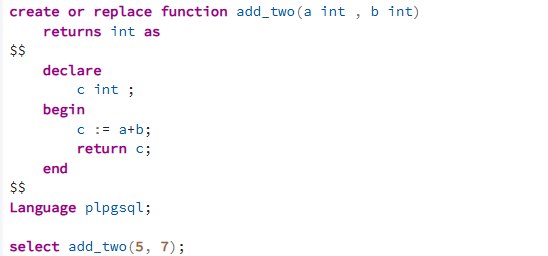 create or replace function add_two(a int , b int)
    returns int as
$$
    declare
        c int ;
    begin
        c := a+b;
        return c;
    end
$$
Language plpgsql;

select add_two(5, 7);